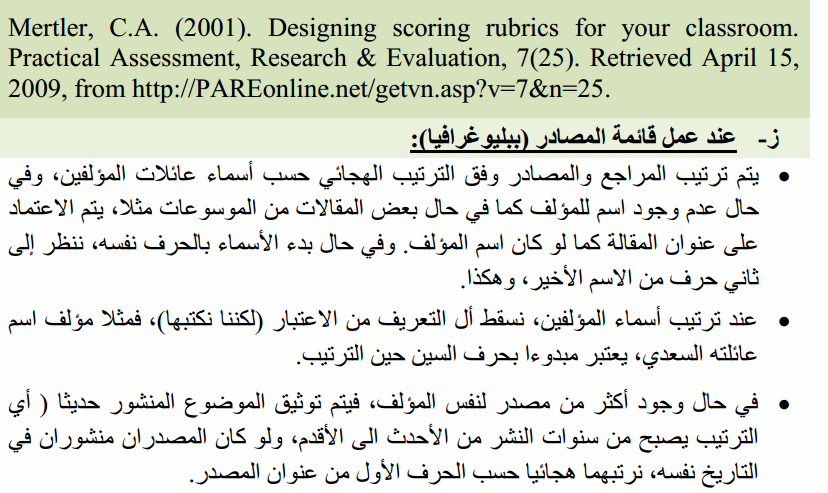 Mertler, C.A. (2001). Designing scoring rubrics for your classroom.
Practical Assessment, Research & Evaluation, 7(25). Retrieved April 15,
2009, from http://PAREonline.net/getvn.asp?v=7&n=25.
ز- عند عمل قائمة المصادر (ببليوغرافيا):
• يتم ترتيب المراجع والمصادر وفق الترتيب الهجائي حسب أسماء عائلات المؤلفين، وفي
حال عدم وجود اسم للمؤلف كما في حال بعض المقالات من الموسوعات مثلا، يتم الاعتماد
على عنوان المقالة كما لو كان اسم المؤلف. وفي حال بدء الأسماء بالحرف نفسه، ننظر إلى
ثاني حرف من الاسم الأخير، وهكذا.
• عند ترتيب أسماء المؤلفين، نسقط أل التعريف من الاعتبار (لكننا نكتبها)، فمثلا مؤلف اسم
عائلته السعدي، يعتبر مبدوءا بحرف السين حين الترتيب.
• في حال وجود أكثر من مصدر لنفس المؤلف، فيتم توثيق الموضوع المنشور حديثا ( أي
الترتيب يصبح من سنوات النشر من الأحدث الى الأقدم، ولو كان المصدران منشوران في
التاريخ نفسه، نرتبهما هجائيا حسب الحرف الأول من عنوان المصدر.